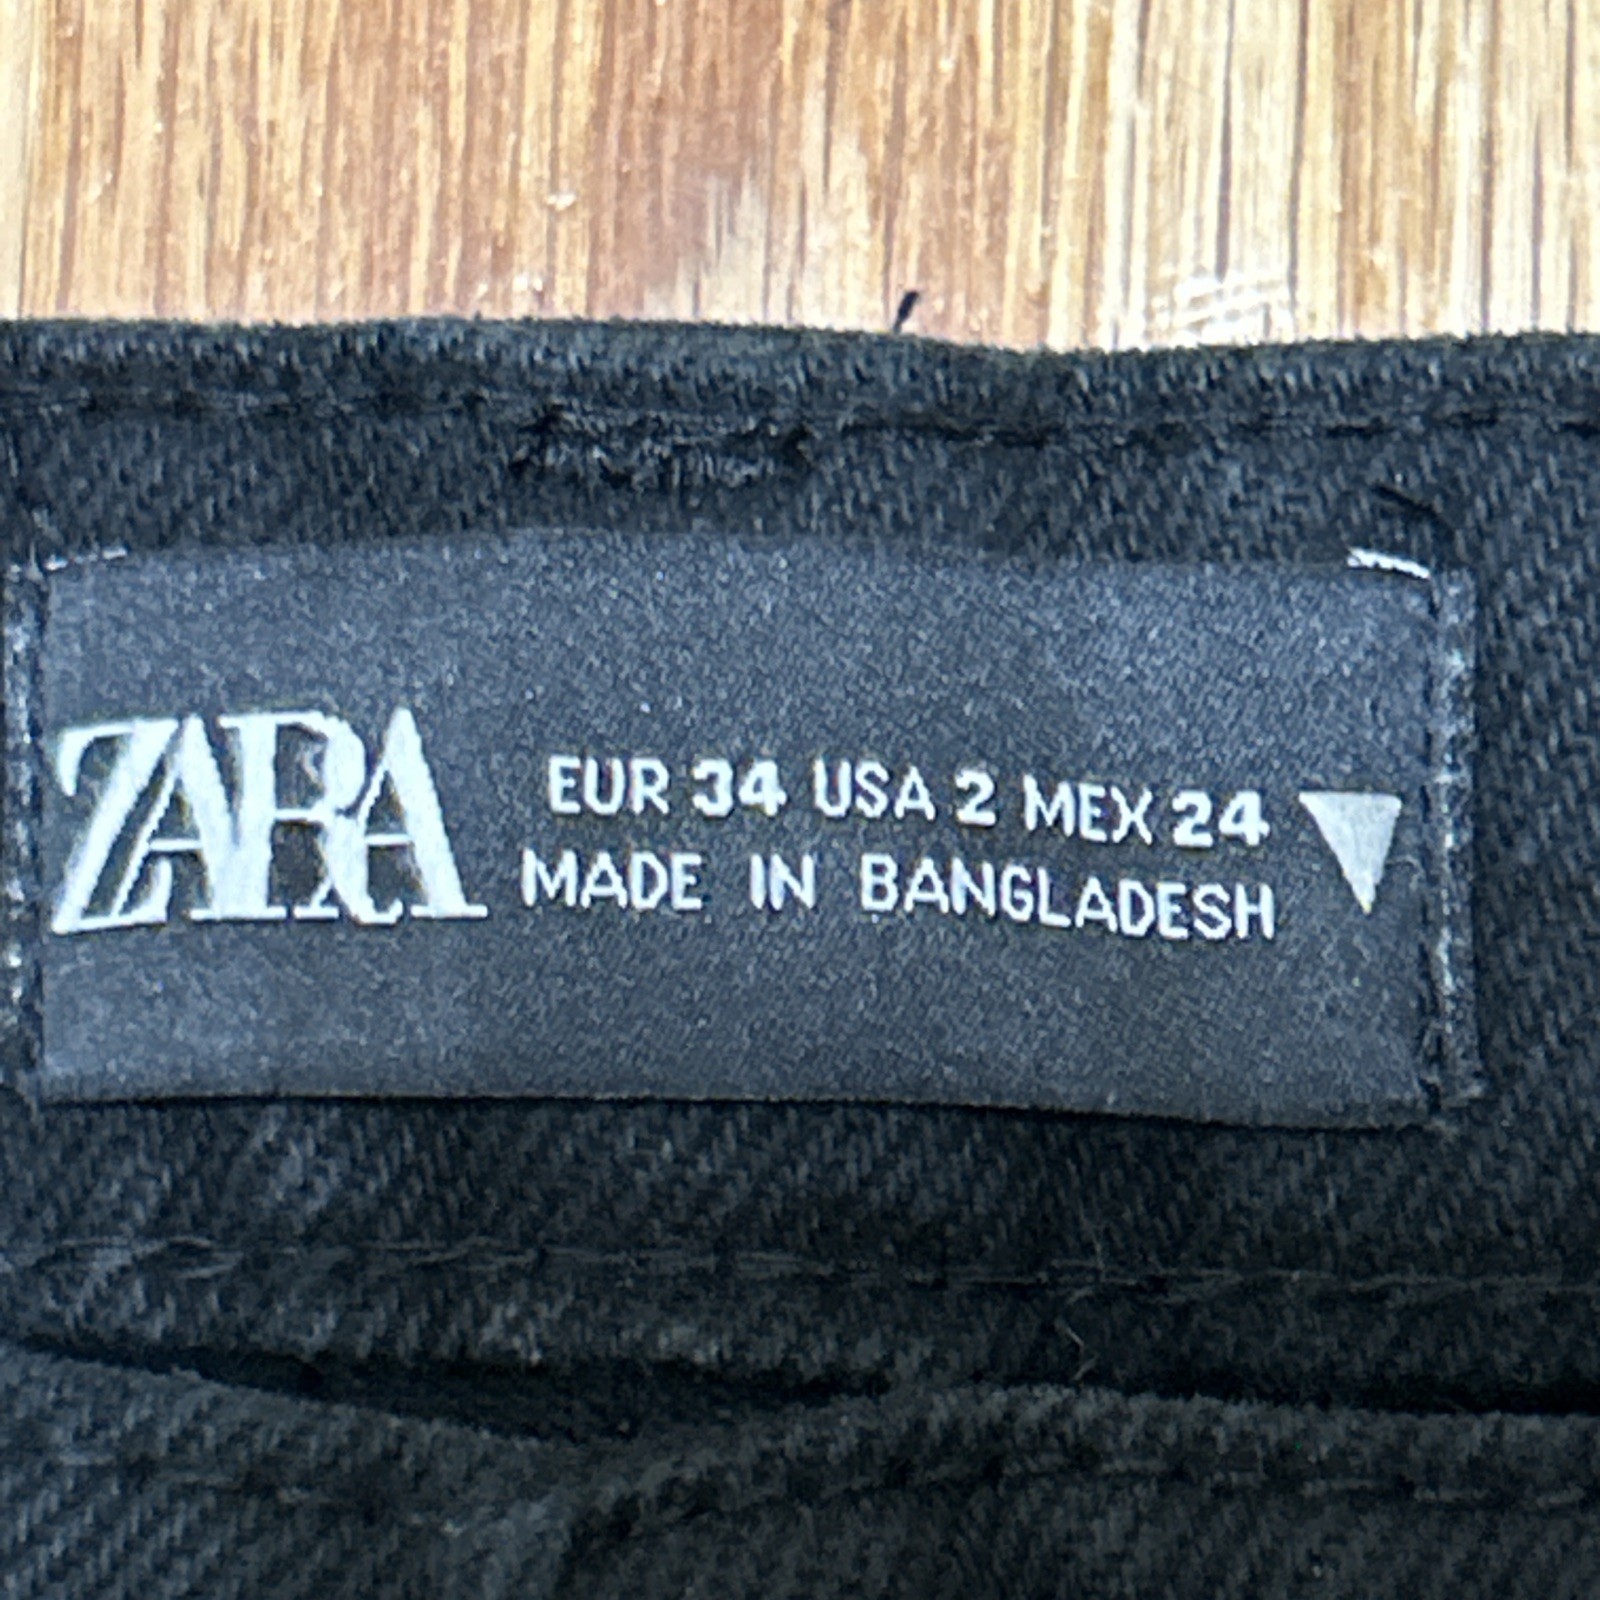 ZARA
EUR 34 USA 2 MEX 24
MADE IN BANGLADESH